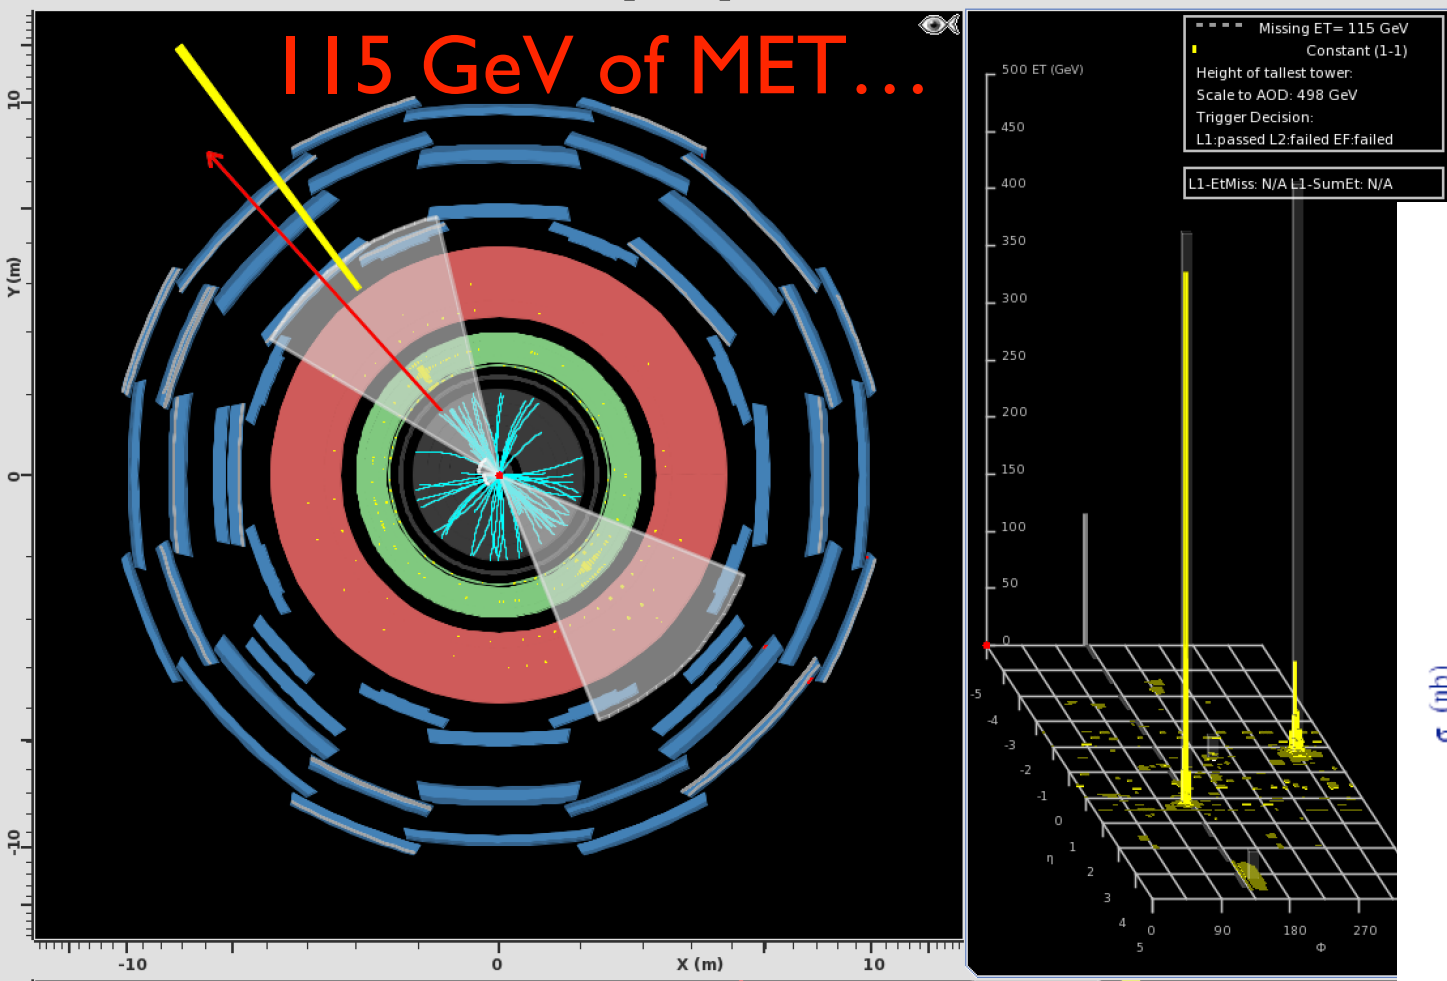 115 GeV of MET...
10
Y (m)
0
-10
-10
0
X (m)
10
Missing ET= 115 GeV
Constant (1-1)
Height of tallest tower:
Scale to AOD: 498 GeV
Trigger Decision:
L1:passed L2:failed EF:failed
L1-EtMiss: N/A L1-SumEt: N/A
500 ET (GeV)
450
400
350
300
250
200
150
100
50
0
-5
-4
-3
-2
-1
0
1
η
2
3
4
5
0
90
180
270
Φ
σ (nb)